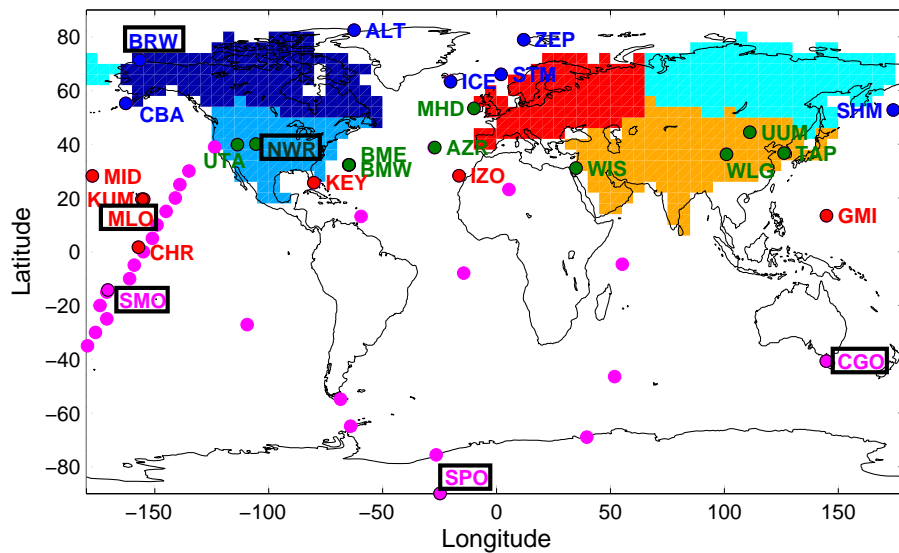 80
60
40
20
0
−20
−40
−60
−80
Latitude
BRW
ALT
ZEP
CBA
ICE
STM
MHD
SHM
UTA
NWR
BME
BMW
AZR
WIS
UUM
TAP
WLG
MID
KUM
MLO
KEY
IZO
GMI
CHR
SMO
CGO
SPO
−150
−100
−50
0
50
100
150
Longitude